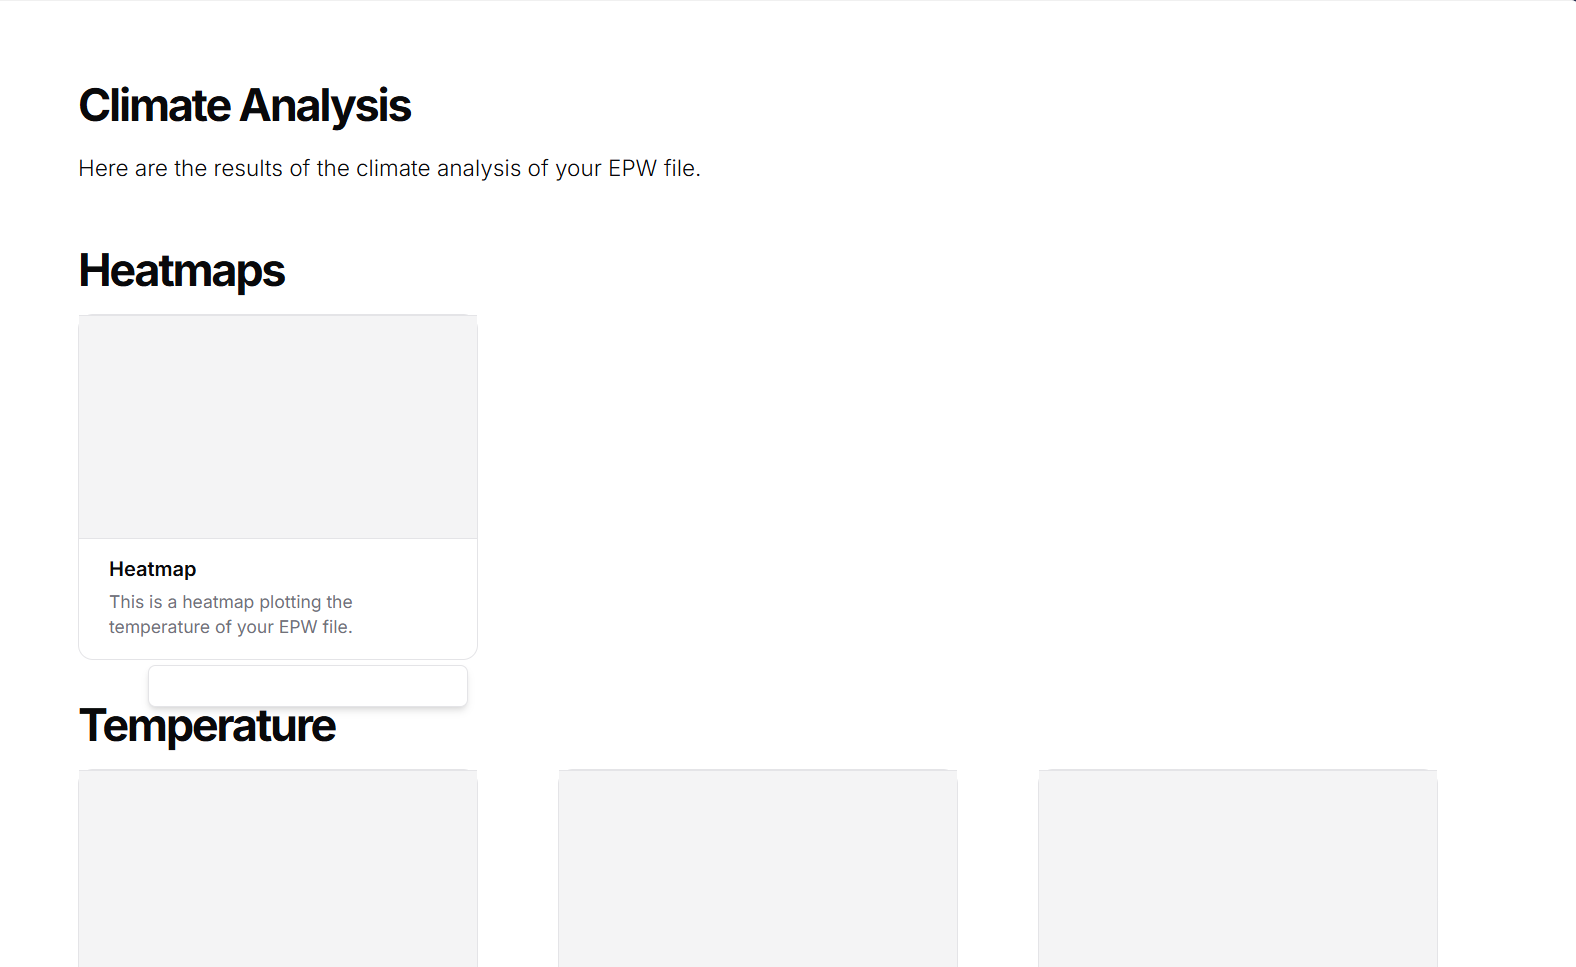 Climate Analysis
Here are the results of the climate analysis of your EPW file.
Heatmaps
Heatmap
This is a heatmap plotting the
temperature of your EPW file.
Temperature